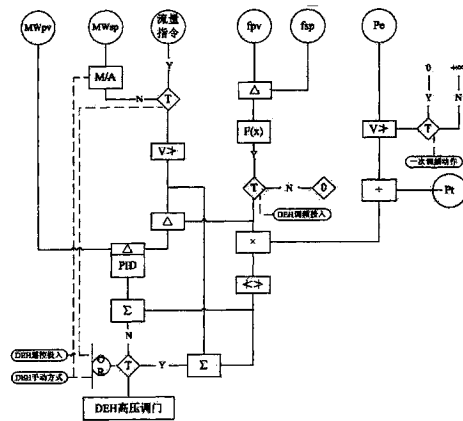 MWpv
MWsp
流量
指令
fpv
fsp
Pe
M/A
Y
N
T
△
0
+∞
Y
N
V≯
F(x)
V≯
T
一次调频动作
T
N
0
÷
Pt
DEH调频投入
△
△
×
PID
<>
Σ
N
DEH遥控投入
DEH手动方式
OR
T
Y
Σ
DEH高压调门